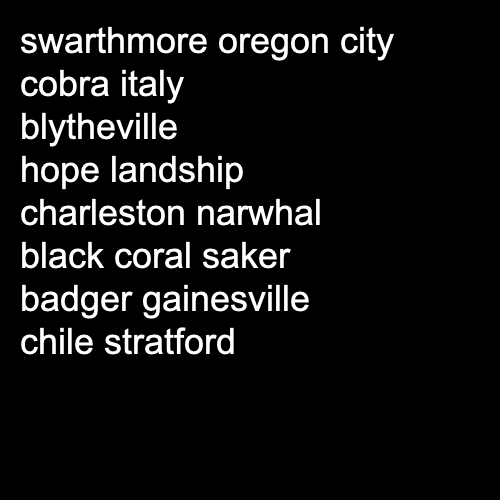 swarthmore oregon city
cobra italy
blytheville
hope landship
charleston narwhal
black coral saker
badger gainesville
chile stratford